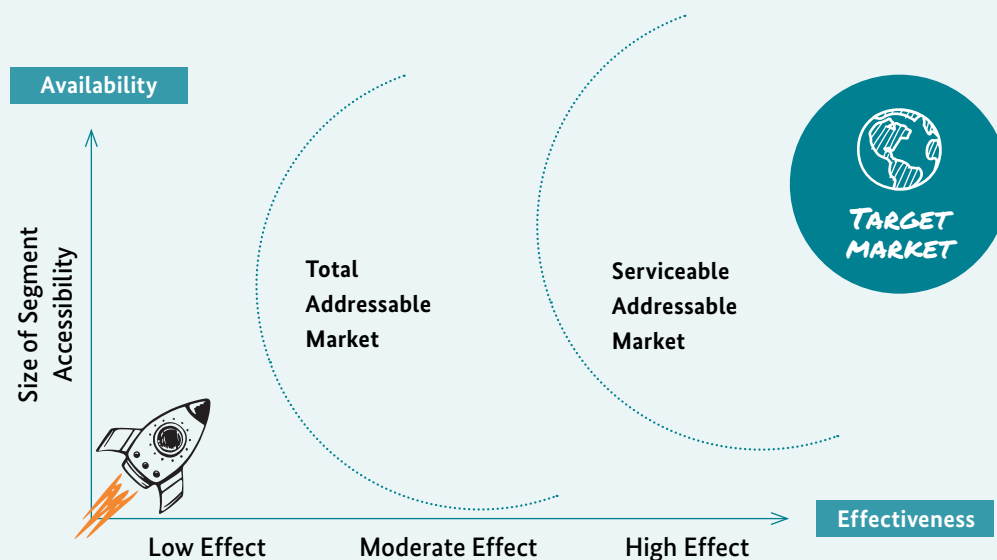 Availability
Size of Segment
Accessibility
Total
Addressable
Market
Serviceable
Addressable
Market
TARGET
MARKET
Effectiveness
Low Effect
Moderate Effect
High Effect